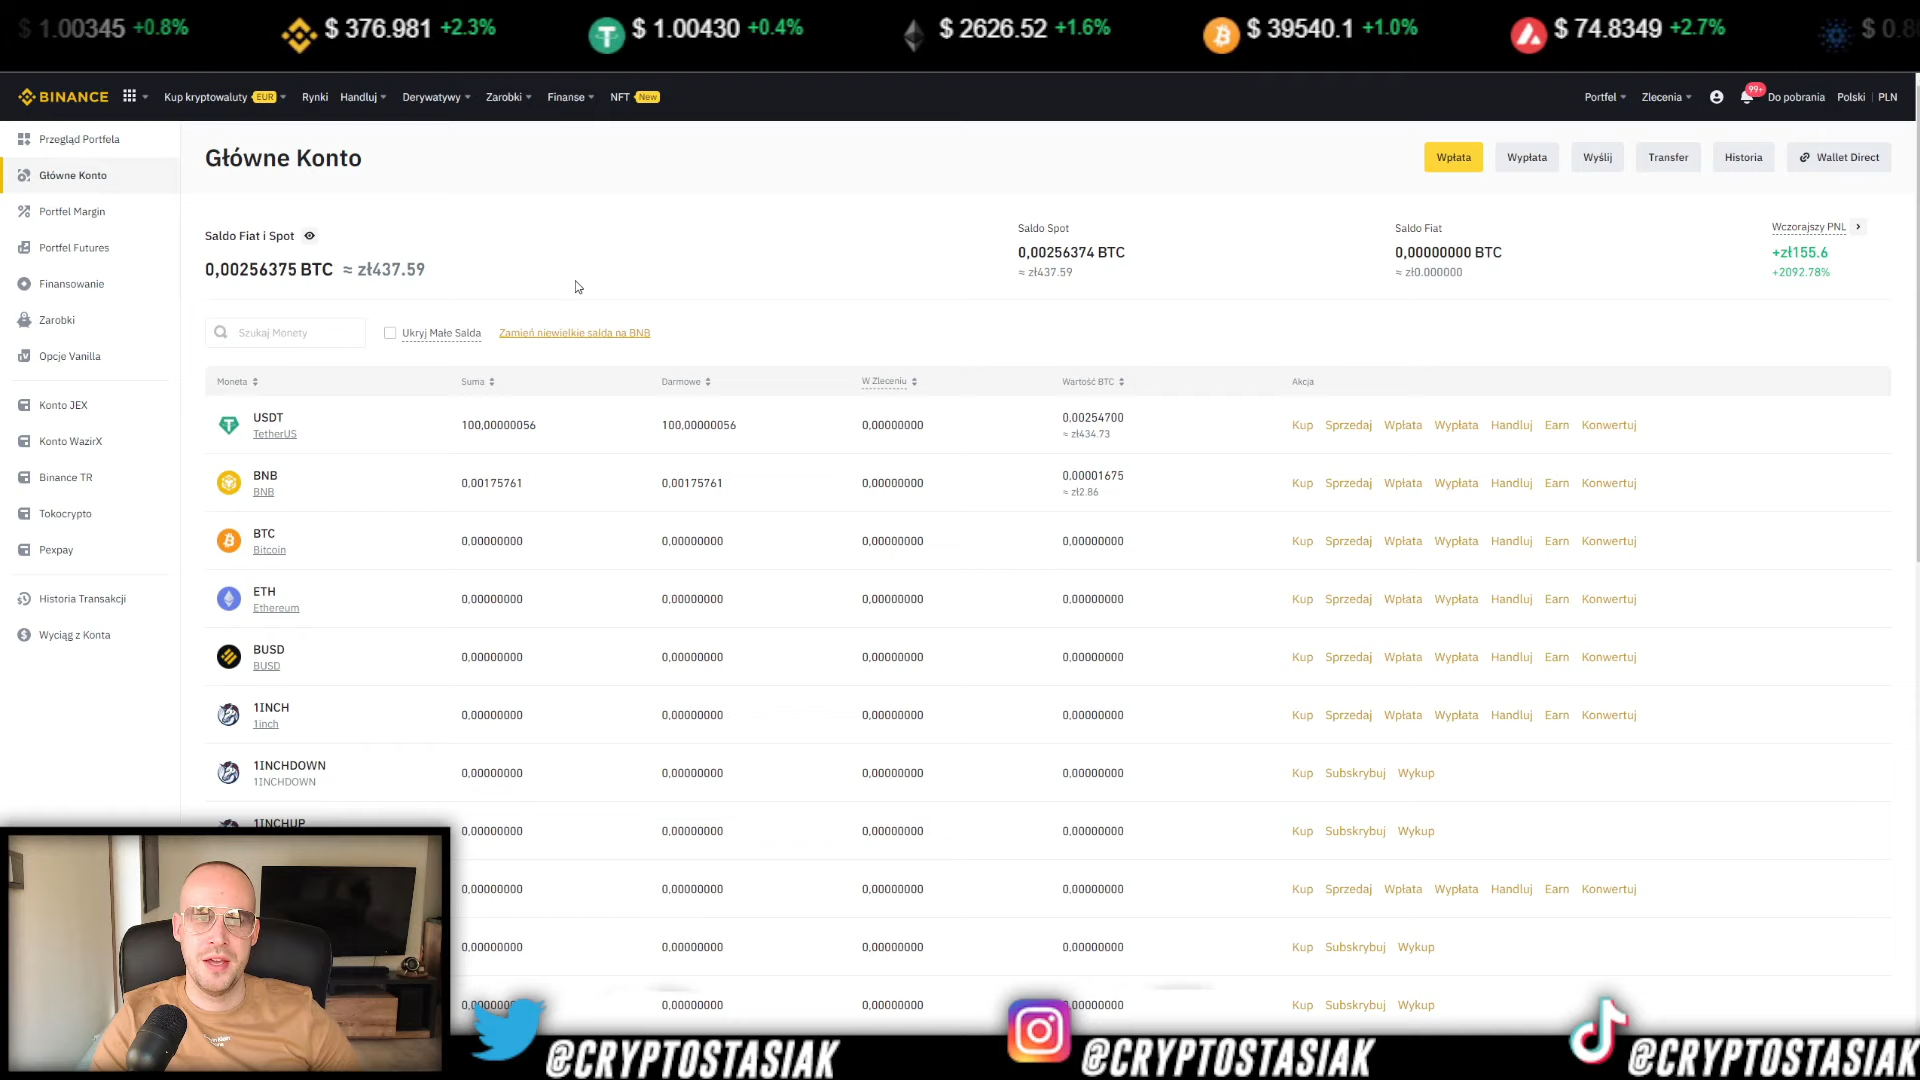 $ 1.00345 +0.8% $ 376.981 +2.3% $ 1.00430 +0.4% $ 2626.52 +1.6% $ 39540.1 +1.0% $ 74.8349 +2.7%
BINANCE Kup kryptowaluty EUR Rynki Handluj Derywatywy Zarobki Finanse NFT New Portfel Zlecenia 99+ Do pobrania Polski | PLN
Przegląd Portfela
Główne Konto
Portfel Margin
Portfel Futures
Finansowanie
Zarobki
Opcje Vanilla
Konto JEX
Konto WazirX
Binance TR
Tokocrypto
Pexpay
Historia Transakcji
Wyciąg z Konta
Główne Konto
Wpłata Wypłata Wyślij Transfer Historia Wallet Direct
Saldo Fiat i Spot
0,00256375 BTC ≈ zł437.59
Saldo Spot
0,00256374 BTC
≈ zł437.59
Saldo Fiat
0,00000000 BTC
≈ zł0.000000
Wczorajszy PNL
+zł155.6
+2092.78%
Szukaj Monety Ukryj Małe Salda Zamień niewielkie salda na BNB
Moneta Suma Darmowe W Zleceniu Wartość BTC Akcja
USDT
TetherUS
100,00000056 100,00000056 0,00000000 0.00254700
≈ zł434.73
Kup Sprzedaj Wpłata Wypłata Handluj Earn Konwertuj
BNB
BNB
0,00175761 0,00175761 0,00000000 0.00001675
≈ zł2.86
Kup Sprzedaj Wpłata Wypłata Handluj Earn Konwertuj
BTC
Bitcoin
0,00000000 0,00000000 0,00000000 0,00000000 Kup Sprzedaj Wpłata Wypłata Handluj Earn Konwertuj
ETH
Ethereum
0,00000000 0,00000000 0,00000000 0,00000000 Kup Sprzedaj Wpłata Wypłata Handluj Earn Konwertuj
BUSD
BUSD
0,00000000 0,00000000 0,00000000 0,00000000 Kup Sprzedaj Wpłata Wypłata Handluj Earn Konwertuj
1INCH
1inch
0,00000000 0,00000000 0,00000000 0,00000000 Kup Sprzedaj Wpłata Wypłata Handluj Earn Konwertuj
1INCHDOWN
1INCHDOWN
0,00000000 0,00000000 0,00000000 0,00000000 Kup Subskrybuj Wykup
1INCHUP
0,00000000 0,00000000 0,00000000 0,00000000 Kup Subskrybuj Wykup
0,00000000 0,00000000 0,00000000 0,00000000 Kup Sprzedaj Wpłata Wypłata Handluj Earn Konwertuj
0,00000000 0,00000000 0,00000000 0,00000000 Kup Subskrybuj Wykup
0,00000000 0,00000000 0,00000000 Kup Subskrybuj Wykup
@CRYPTOSTASIAK @CRYPTOSTASIAK @CRYPTOSTASIAK